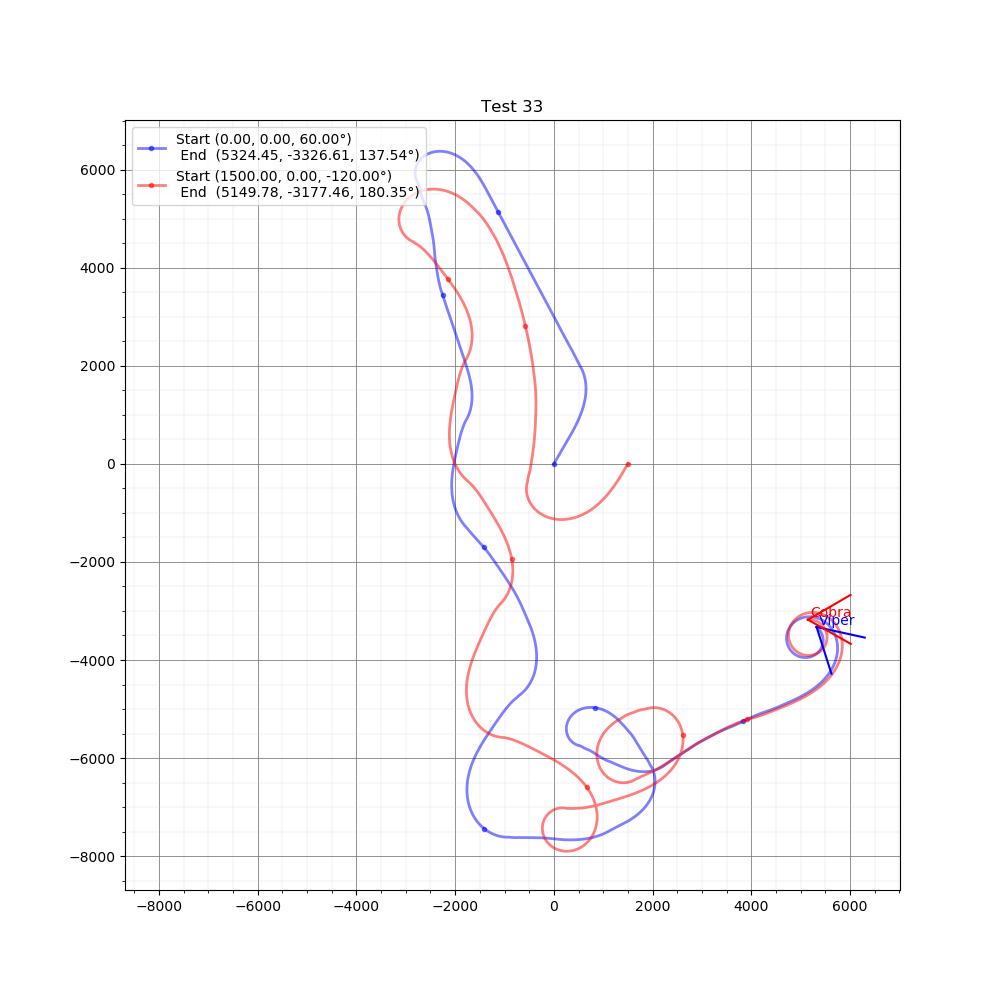 Test 33
Start (0.00, 0.00, 60.00°)
End (5324.45, -3326.61, 137.54°)
Start (1500.00, 0.00, -120.00°)
End (5149.78, -3177.46, 180.35°)
6000
4000
2000
0
−2000
−4000
−6000
−8000
Cobra
Viper
−8000 −6000 −4000 −2000 0 2000 4000 6000